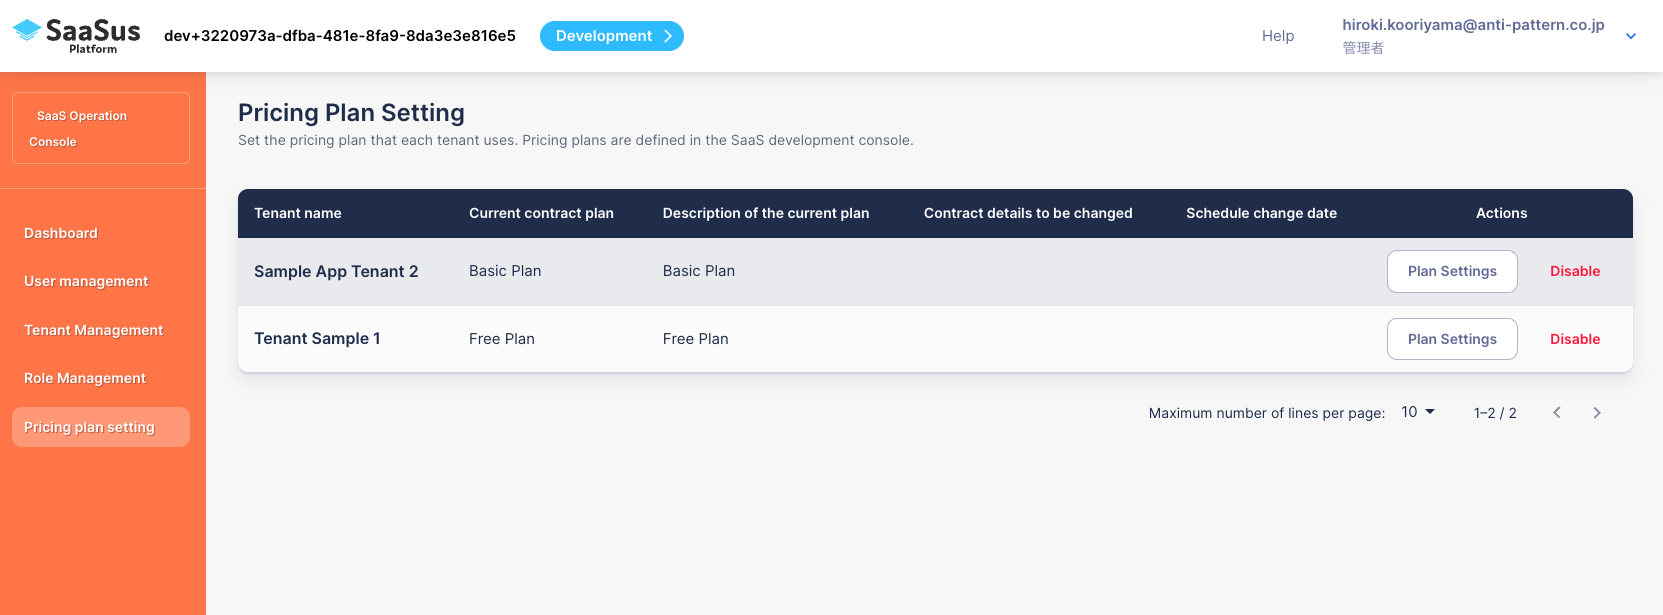 SaaSus
Platform
dev+3220973a-dfba-481e-8fa9-8da3e3e816e5
Development
Help
hiroki.kooriyama@anti-pattern.co.jp
管理者
SaaS Operation
Console
Dashboard
User management
Tenant Management
Role Management
Pricing plan setting
Pricing Plan Setting
Set the pricing plan that each tenant uses. Pricing plans are defined in the SaaS development console.
Tenant name Current contract plan Description of the current plan Contract details to be changed Schedule change date Actions
Sample App Tenant 2 Basic Plan Basic Plan Plan Settings Disable
Tenant Sample 1 Free Plan Free Plan Plan Settings Disable
Maximum number of lines per page: 10 1–2 / 2